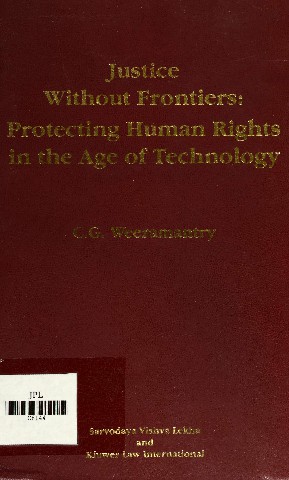 Justice
Without Frontiers:
Protecting Human Rights
in the Age of Technology
C.G. Weeramantry
JPL
Sarvodaya Vishva Lekha
and
Kluwer Law International